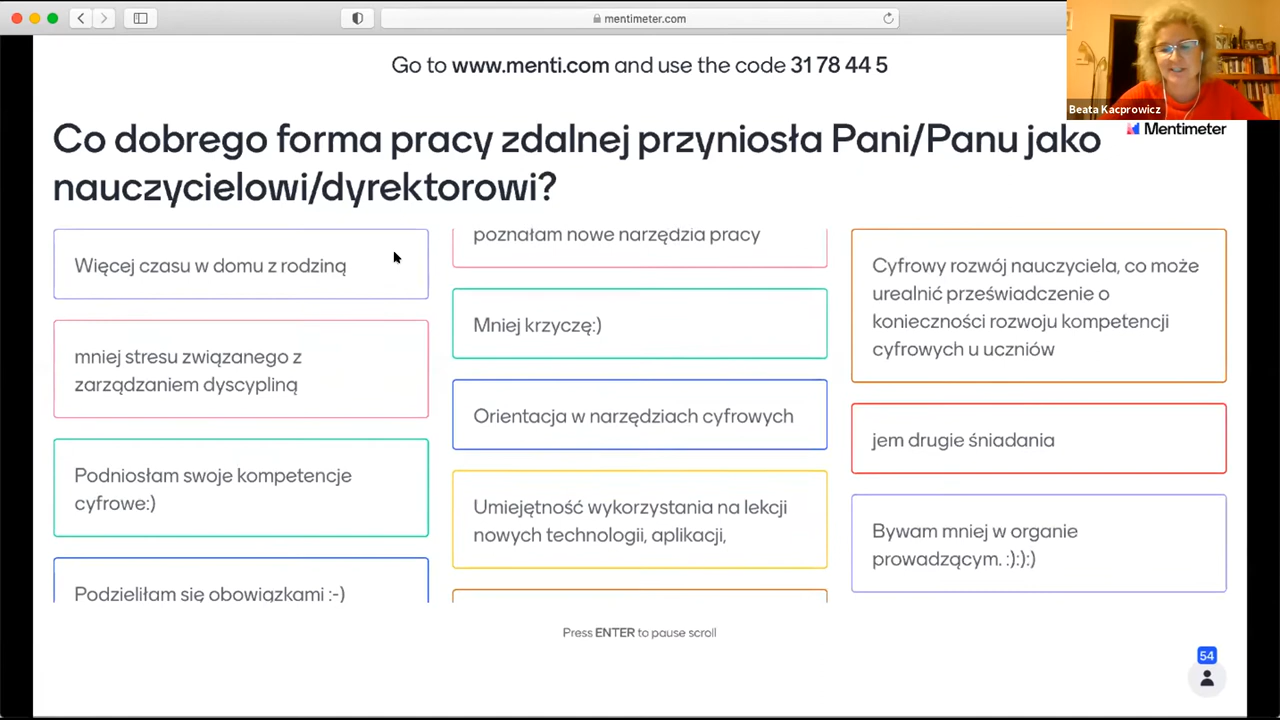 mentimeter.com
Go to www.menti.com and use the code 31 78 44 5
Beata Kacprowicz
Mentimeter
Co dobrego forma pracy zdalnej przyniosła Pani/Panu jako
nauczycielowi/dyrektorowi?
Więcej czasu w domu z rodziną
mniej stresu związanego z
zarządzaniem dyscypliną
Podniosłam swoje kompetencje
cyfrowe:)
Podzieliłam się obowiązkami :-)
poznałam nowe narzędzia pracy
Mniej krzyczę:)
Orientacja w narzędziach cyfrowych
Umiejętność wykorzystania na lekcji
nowych technologii, aplikacji,
Cyfrowy rozwój nauczyciela, co może
urealnić przeświadczenie o
konieczności rozwoju kompetencji
cyfrowych u uczniów
jem drugie śniadania
Bywam mniej w organie
prowadzącym. :):):)
Press ENTER to pause scroll
54